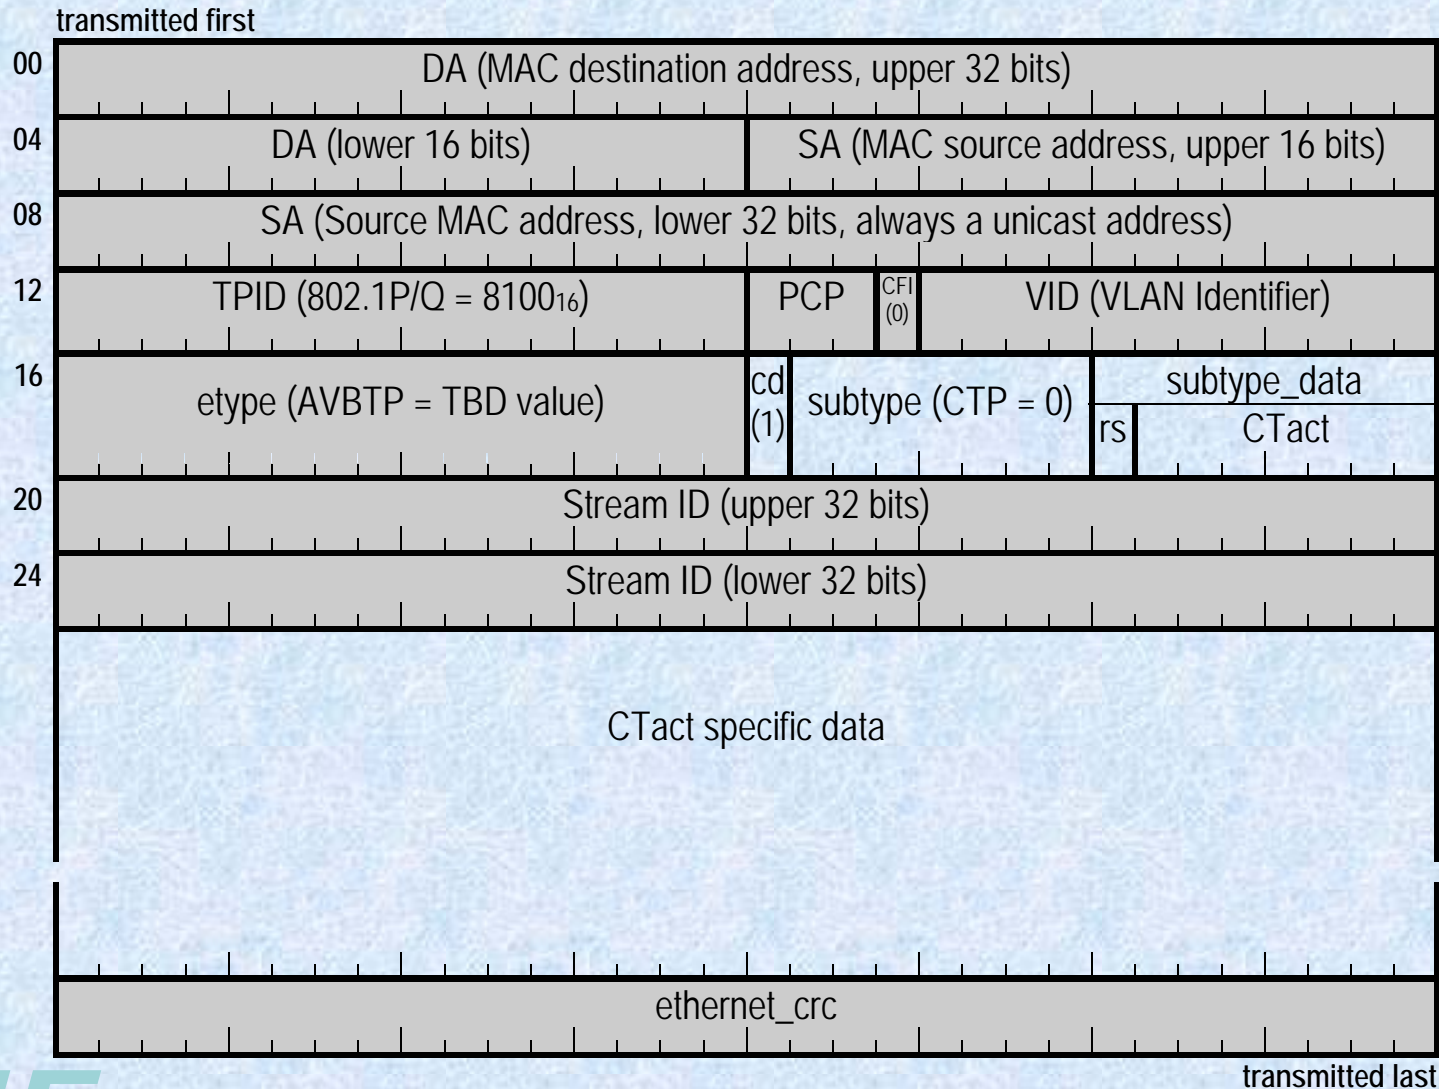 transmitted first
00 DA (MAC destination address, upper 32 bits)
04 DA (lower 16 bits) SA (MAC source address, upper 16 bits)
08 SA (Source MAC address, lower 32 bits, always a unicast address)
12 TPID (802.1P/Q = 8100₁₆) PCP CFI (0) VID (VLAN Identifier)
16 etype (AVBTP = TBD value) cd (1) subtype (CTP = 0) subtype_data
rs CTact
20 Stream ID (upper 32 bits)
24 Stream ID (lower 32 bits)
CTact specific data
ethernet_crc
transmitted last